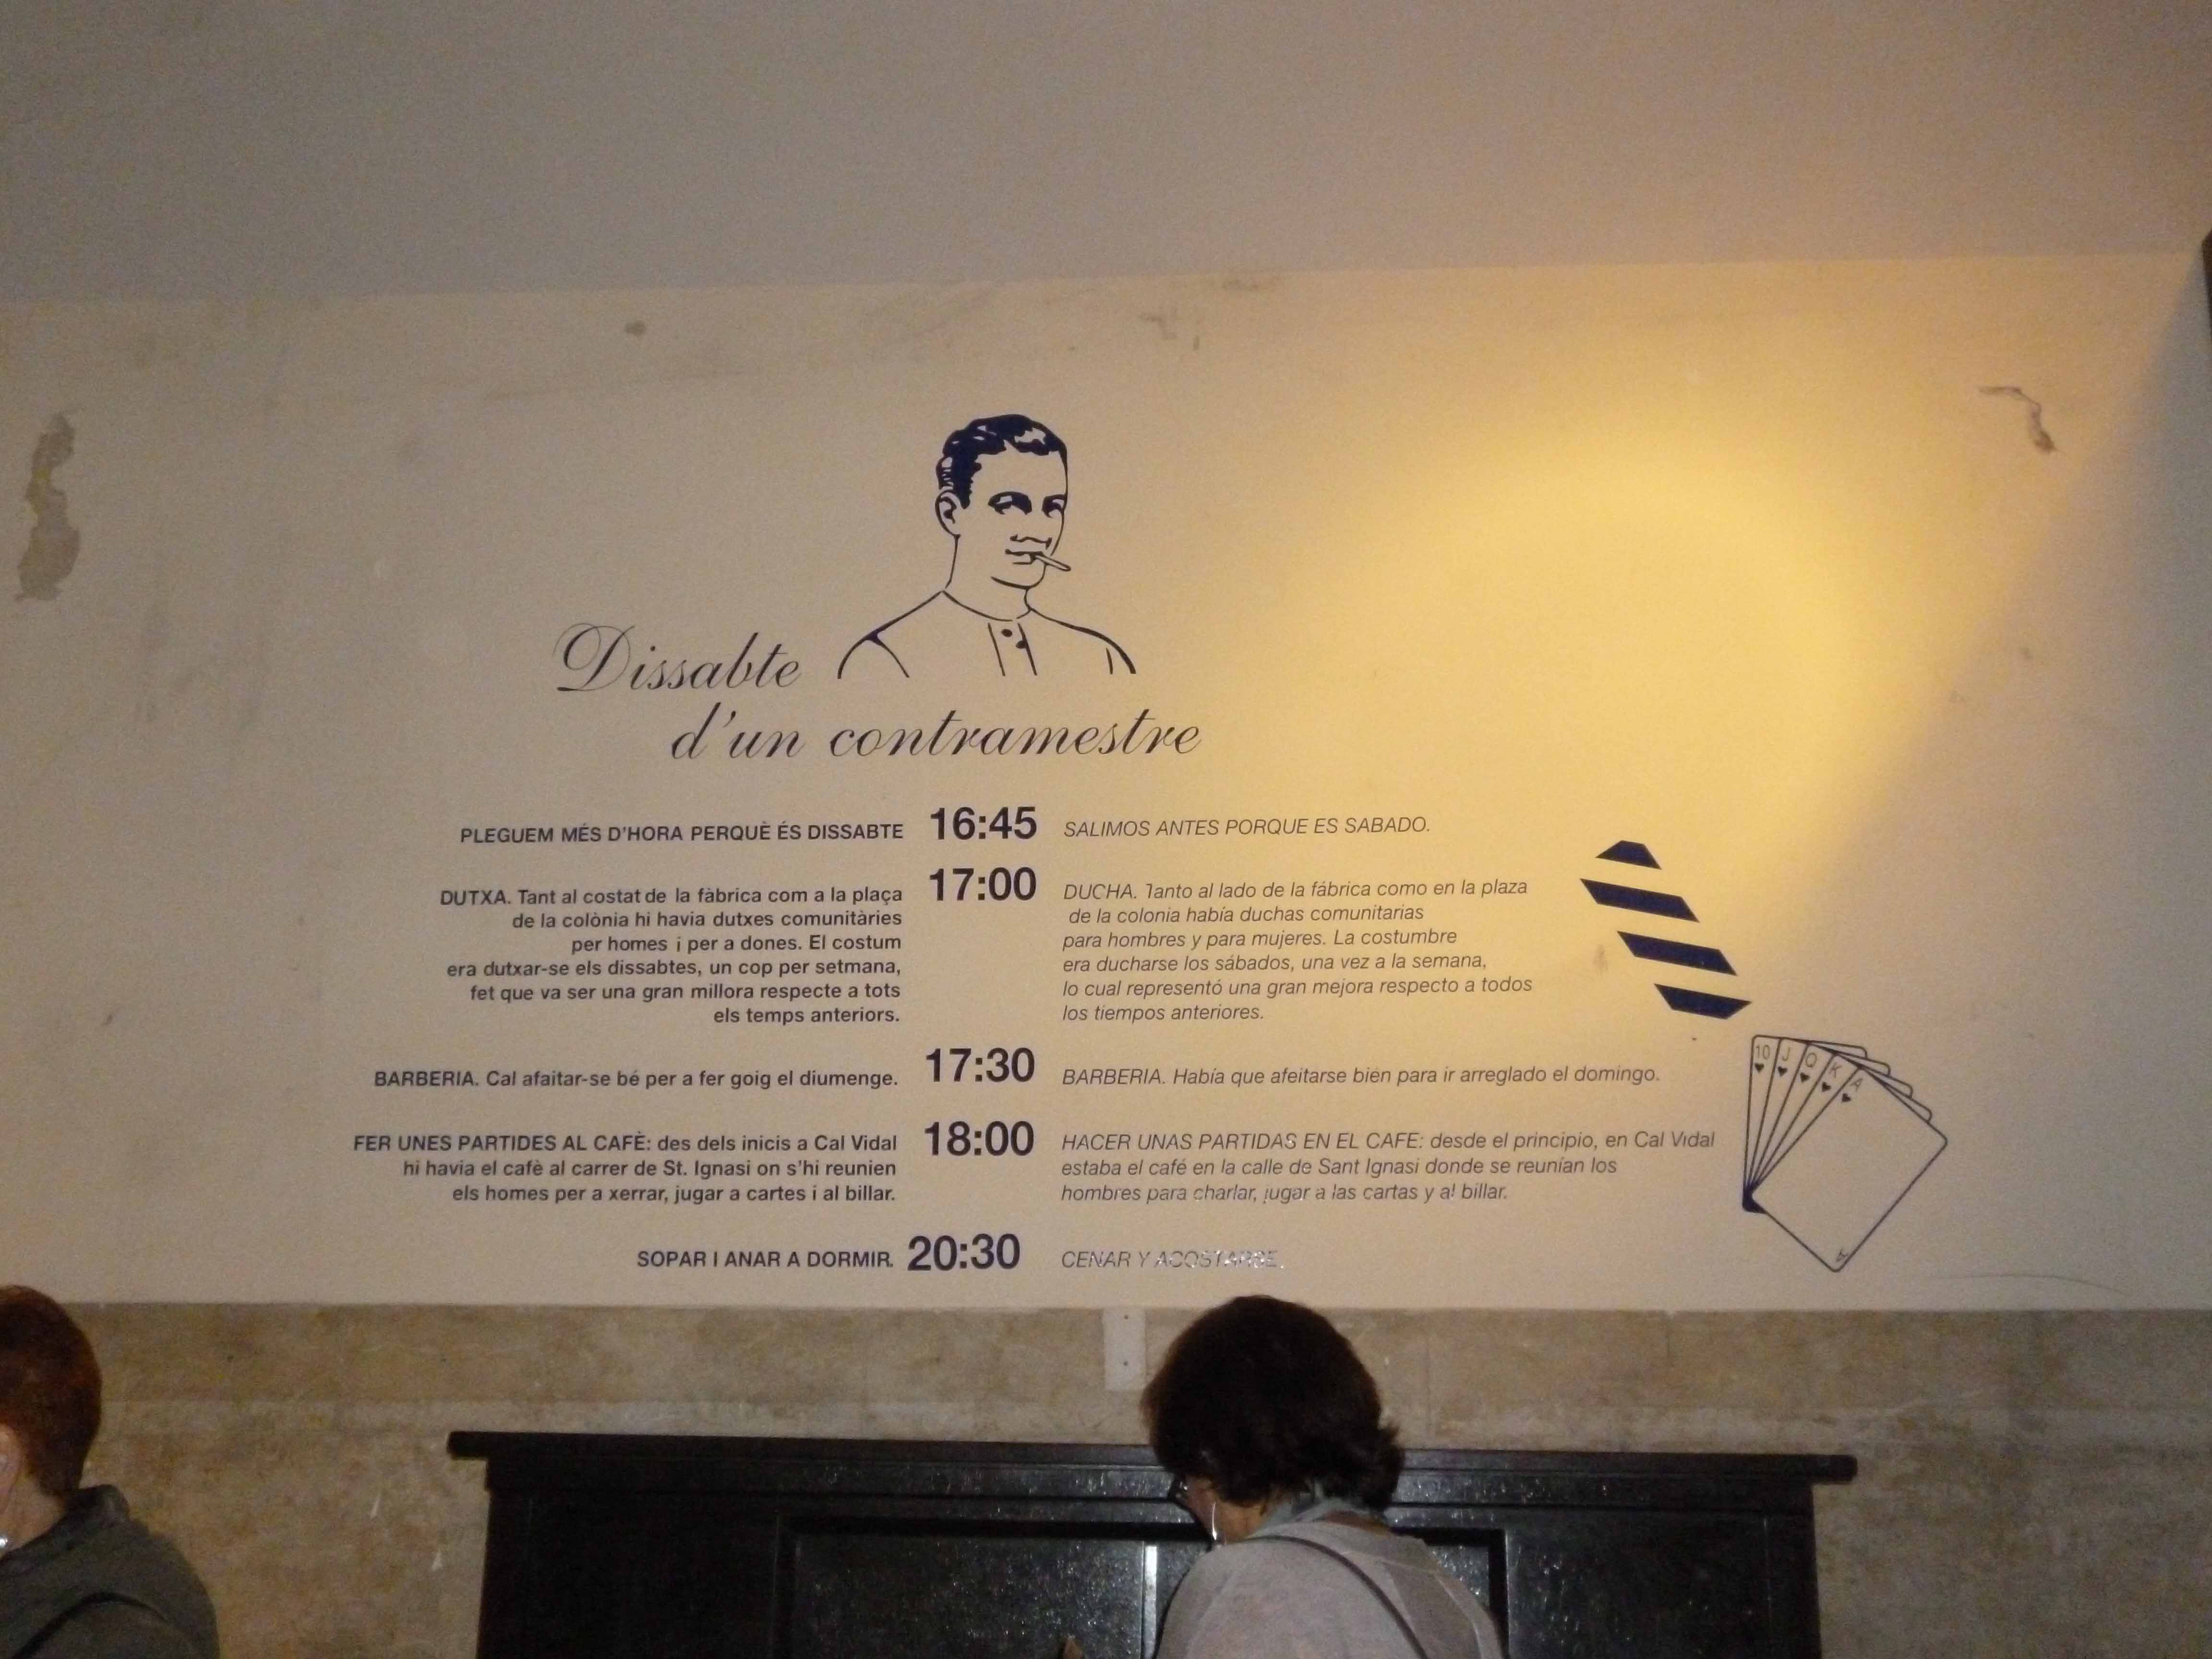 Dissabte
d'un contramestre
PLEGUEM MÉS D'HORA PERQUÈ ÉS DISSABTE
16:45
SALIMOS ANTES PORQUE ES SABADO.
DUTXA. Tant al costat de la fàbrica com a la plaça
de la colònia hi havia dutxes comunitàries
per homes i per a dones. El costum
era dutxar-se els dissabtes, un cop per setmana,
fet que va ser una gran millora respecte a tots
els temps anteriors.
17:00
DUCHA. Tanto al lado de la fábrica como en la plaza
de la colonia había duchas comunitarias
para hombres y para mujeres. La costumbre
era ducharse los sábados, una vez a la semana,
lo cual representó una gran mejora respecto a todos
los tiempos anteriores.
BARBERIA. Cal afaitar-se bé per a fer goig el diumenge.
17:30
BARBERIA. Había que afeitarse bien para ir arreglado el domingo.
FER UNES PARTIDES AL CAFÈ: des dels inicis a Cal Vidal
hi havia el cafè al carrer de St. Ignasi on s'hi reunien
els homes per a xerrar, jugar a cartes i al billar.
18:00
HACER UNAS PARTIDAS EN EL CAFE: desde el principio, en Cal Vidal
estaba el café en la calle de Sant Ignasi donde se reunían los
hombres para charlar, jugar a las cartas y al billar.
SOPAR I ANAR A DORMIR.
20:30
CENAR Y ACOSTARSE.
10 J Q K A
A